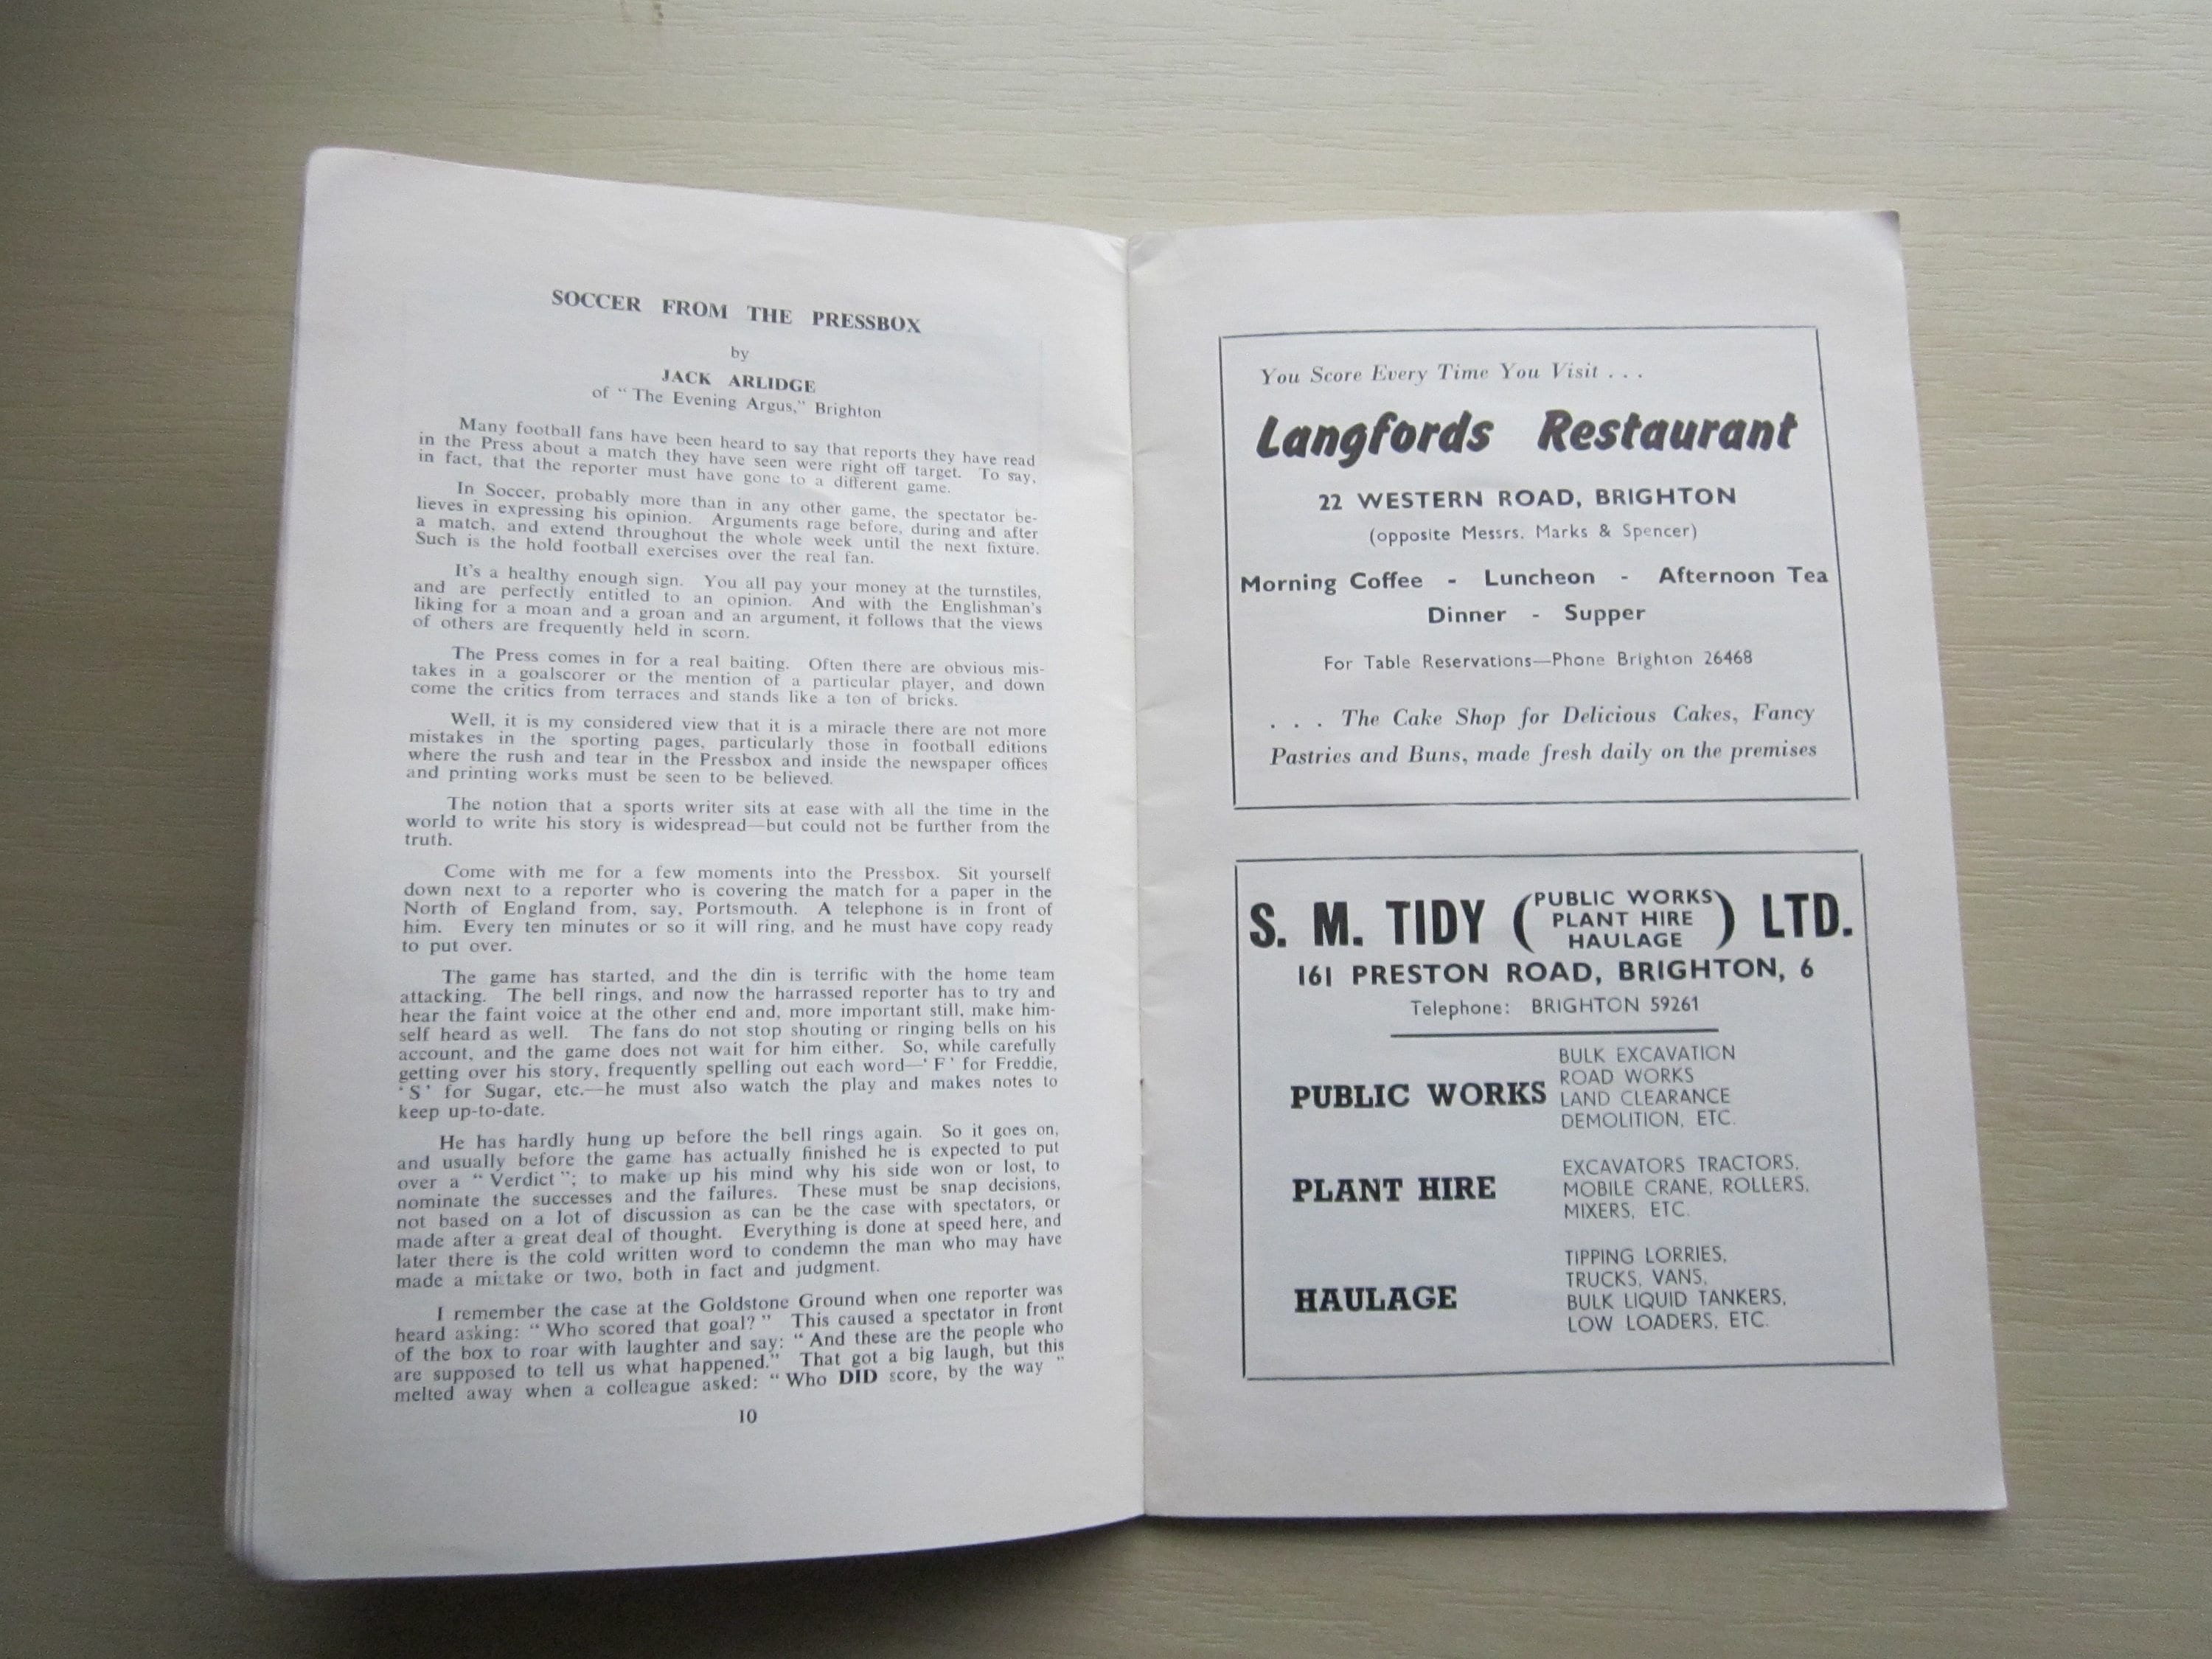 SOCCER FROM THE PRESSBOX
by
JACK ARLIDGE
of " The Evening Argus," Brighton
Many football fans have been heard to say that reports they have read
in the Press about a match they have seen were right off target. To say,
in fact, that the reporter must have gone to a different game.
In Soccer, probably more than in any other game, the spectator be-
lieves in expressing his opinion. Arguments rage before, during and after
a match, and extend throughout the whole week until the next fixture.
Such is the hold football exercises over the real fan.
It's a healthy enough sign. You all pay your money at the turnstiles,
and are perfectly entitled to an opinion. And with the Englishman's
liking for a moan and a groan and an argument, it follows that the views
of others are frequently held in scorn.
The Press comes in for a real baiting. Often there are obvious mis-
takes in a goalscorer or the mention of a particular player, and down
come the critics from terraces and stands like a ton of bricks.
Well, it is my considered view that it is a miracle there are not more
mistakes in the sporting pages, particularly those in football editions
where the rush and tear in the Pressbox and inside the newspaper offices
and printing works must be seen to be believed.
The notion that a sports writer sits at ease with all the time in the
world to write his story is widespread—but could not be further from the
truth.
Come with me for a few moments into the Pressbox. Sit yourself
down next to a reporter who is covering the match for a paper in the
North of England from, say, Portsmouth. A telephone is in front of
him. Every ten minutes or so it will ring, and he must have copy ready
to put over.
The game has started, and the din is terrific with the home team
attacking. The bell rings, and now the harrassed reporter has to try and
hear the faint voice at the other end and, more important still, make him-
self heard as well. The fans do not stop shouting or ringing bells on his
account, and the game does not wait for him either. So, while carefully
getting over his story, frequently spelling out each word—' F ' for Freddie,
' S ' for Sugar, etc.—he must also watch the play and makes notes to
keep up-to-date.
He has hardly hung up before the bell rings again. So it goes on,
and usually before the game has actually finished he is expected to put
over a " Verdict "; to make up his mind why his side won or lost, to
nominate the successes and the failures. These must be snap decisions,
not based on a lot of discussion as can be the case with spectators, or
made after a great deal of thought. Everything is done at speed here, and
later there is the cold written word to condemn the man who may have
made a mistake or two, both in fact and judgment.
I remember the case at the Goldstone Ground when one reporter was
heard asking: " Who scored that goal? " This caused a spectator in front
of the box to roar with laughter and say: " And these are the people who
are supposed to tell us what happened." That got a big laugh, but this
melted away when a colleague asked: " Who DID score, by the way "
10
You Score Every Time You Visit . . .
Langfords Restaurant
22 WESTERN ROAD, BRIGHTON
(opposite Messrs. Marks & Spencer)
Morning Coffee - Luncheon - Afternoon Tea
Dinner - Supper
For Table Reservations—Phone Brighton 26468
. . . The Cake Shop for Delicious Cakes, Fancy
Pastries and Buns, made fresh daily on the premises
S. M. TIDY (PUBLIC WORKS PLANT HIRE HAULAGE) LTD.
161 PRESTON ROAD, BRIGHTON, 6
Telephone: BRIGHTON 59261
PUBLIC WORKS
BULK EXCAVATION
ROAD WORKS
LAND CLEARANCE
DEMOLITION, ETC.
PLANT HIRE
EXCAVATORS TRACTORS,
MOBILE CRANE, ROLLERS,
MIXERS, ETC.
HAULAGE
TIPPING LORRIES,
TRUCKS, VANS,
BULK LIQUID TANKERS,
LOW LOADERS, ETC.